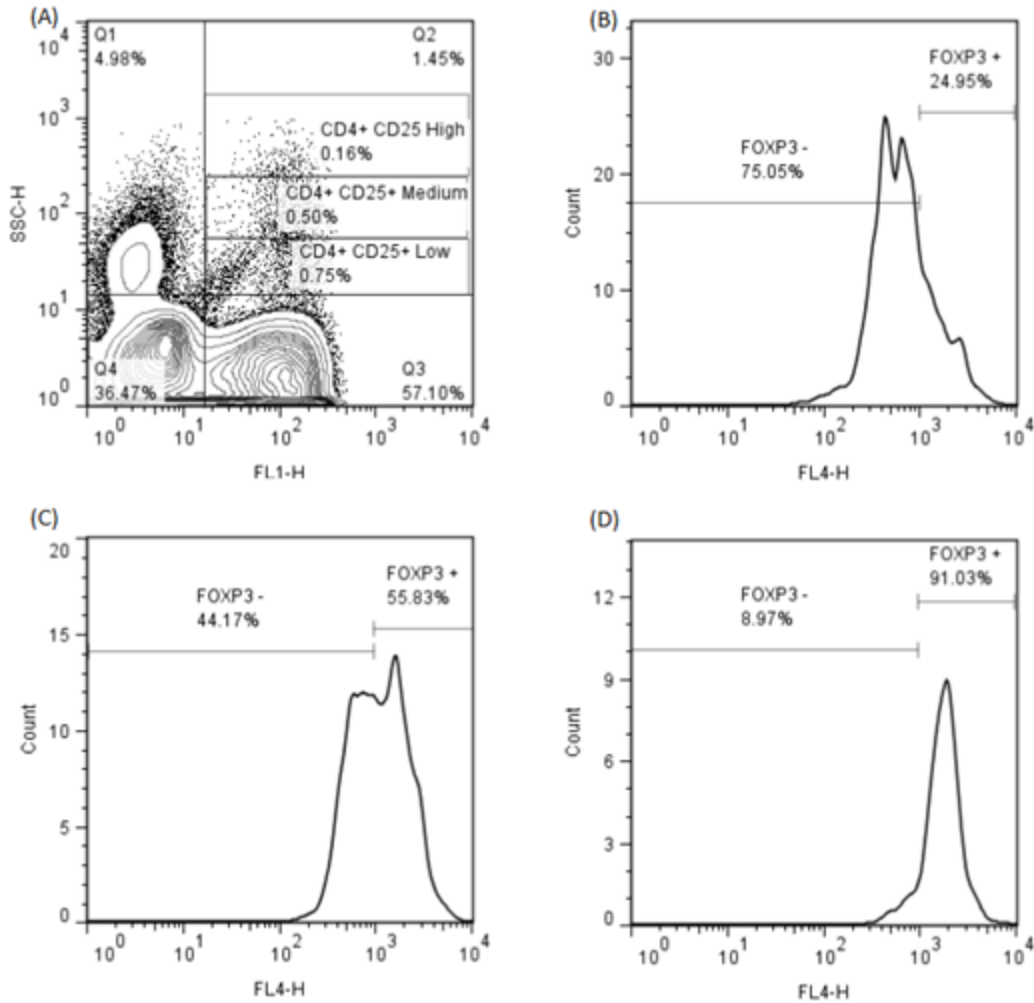 (A)
Q1
4.98%
Q2
1.45%
CD4+ CD25 High
0.16%
CD4+ CD25+ Medium
0.50%
CD4+ CD25+ Low
0.75%
Q4
36.47%
Q3
57.10%
SSC-H
10^4
10^3
10^2
10^1
10^0
10^0 10^1 10^2 10^3 10^4
FL1-H
(B)
FOXP3 +
24.95%
FOXP3 -
75.05%
Count
30
20
10
0
10^0 10^1 10^2 10^3 10^4
FL4-H
(C)
FOXP3 +
55.83%
FOXP3 -
44.17%
Count
20
15
10
5
0
10^0 10^1 10^2 10^3 10^4
FL4-H
(D)
FOXP3 +
91.03%
FOXP3 -
8.97%
Count
12
9
6
3
0
10^0 10^1 10^2 10^3 10^4
FL4-H